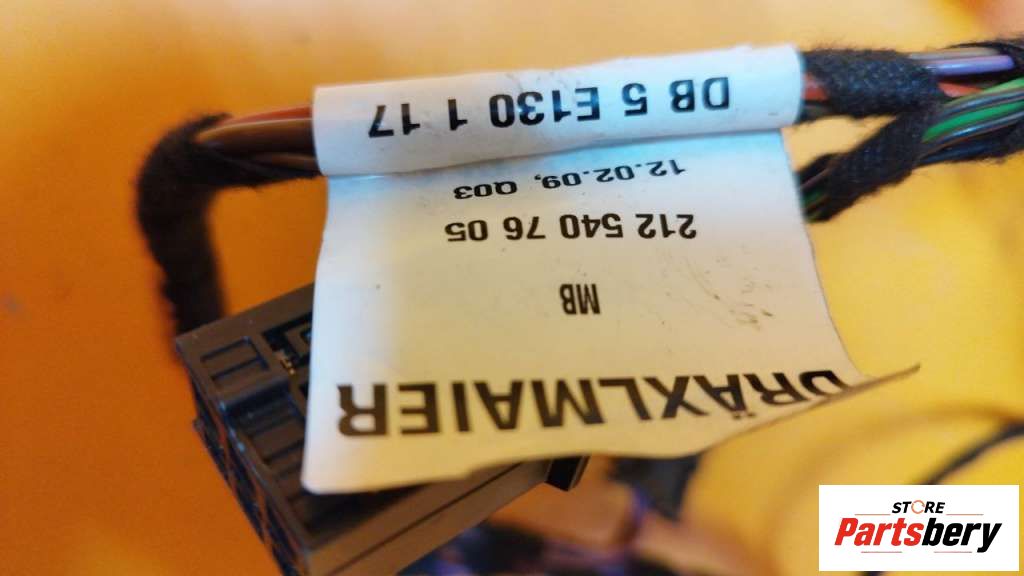 DRÄXLMAIER
MB
212 540 76 05
12.02.09, Q03
DB 5 E130 1 17
STORE
Partsbery